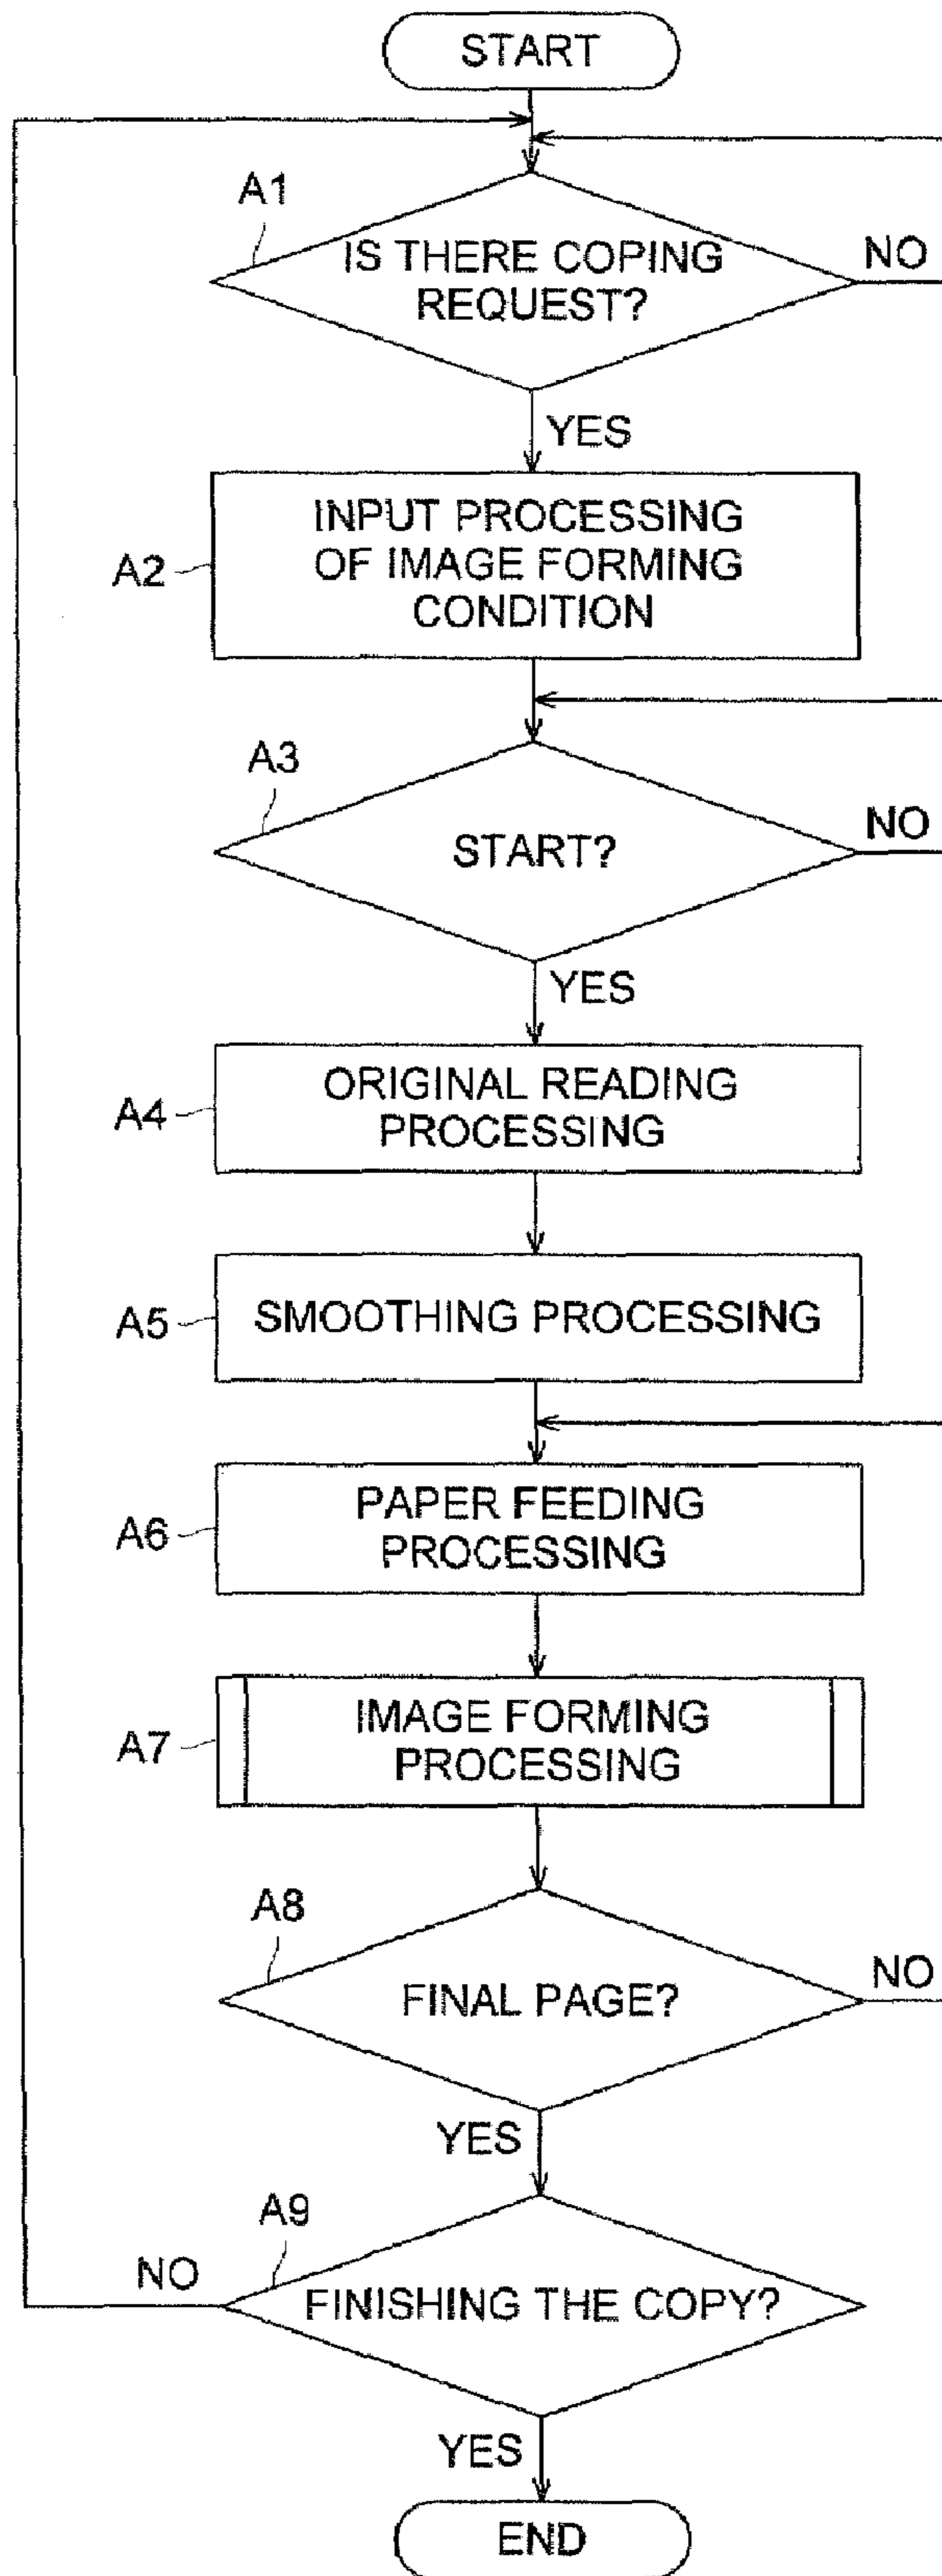 START
A1
IS THERE COPING
REQUEST?
NO
YES
A2
INPUT PROCESSING
OF IMAGE FORMING
CONDITION
A3
START?
NO
YES
A4
ORIGINAL READING
PROCESSING
A5
SMOOTHING PROCESSING
A6
PAPER FEEDING
PROCESSING
A7
IMAGE FORMING
PROCESSING
A8
FINAL PAGE?
NO
YES
A9
NO
FINISHING THE COPY?
YES
END